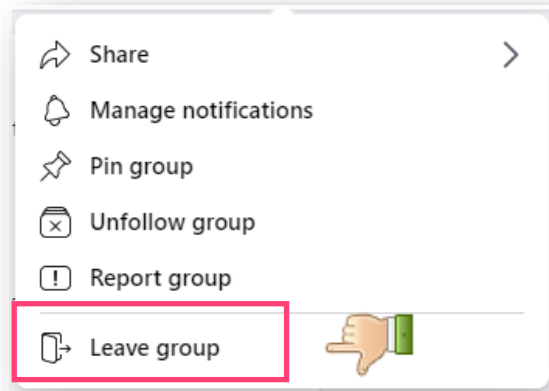 Share
Manage notifications
Pin group
Unfollow group
Report group
Leave group